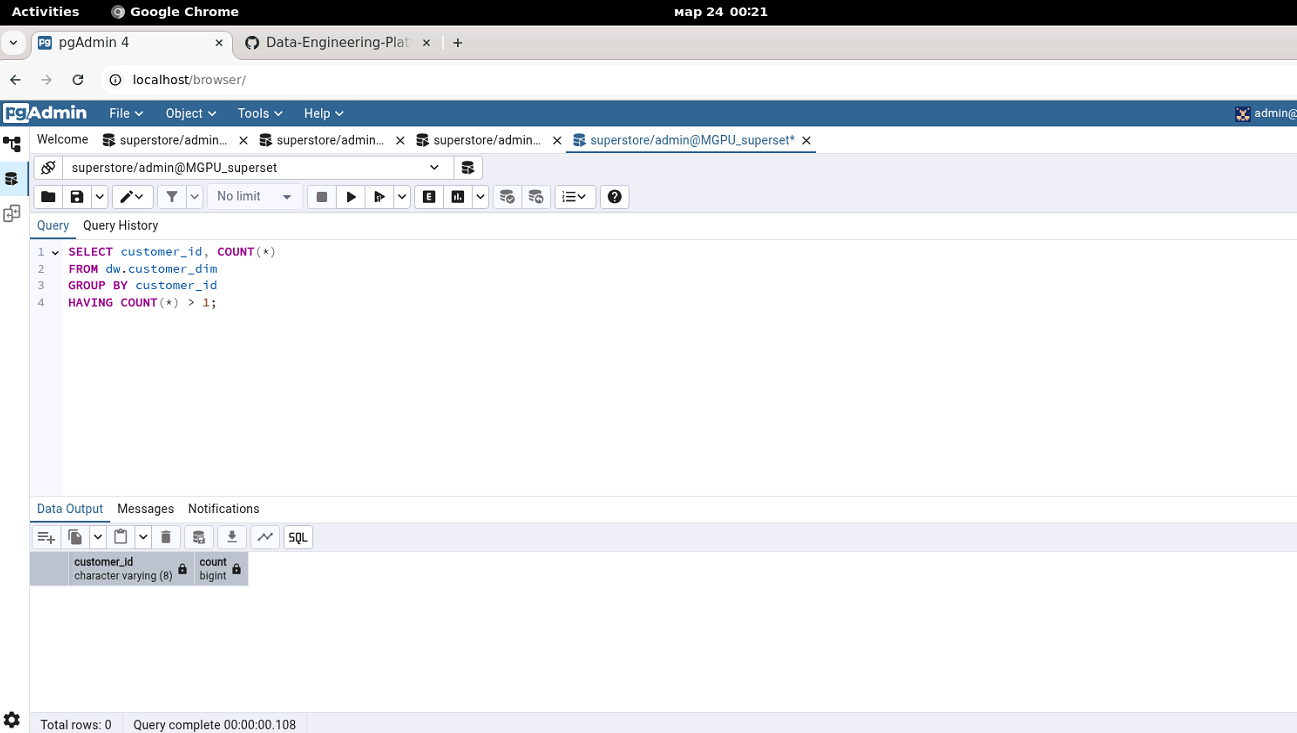 Activities Google Chrome мар 24 00:21
pgAdmin 4 Data-Engineering-Plat
localhost/browser/
pgAdmin File Object Tools Help admin@
Welcome superstore/admin... superstore/admin... superstore/admin... superstore/admin@MGPU_superset*
superstore/admin@MGPU_superset
No limit E
Query Query History
1 SELECT customer_id, COUNT(*)
2 FROM dw.customer_dim
3 GROUP BY customer_id
4 HAVING COUNT(*) > 1;
Data Output Messages Notifications
SQL
customer_id count
character varying (8) bigint
Total rows: 0 Query complete 00:00:00.108